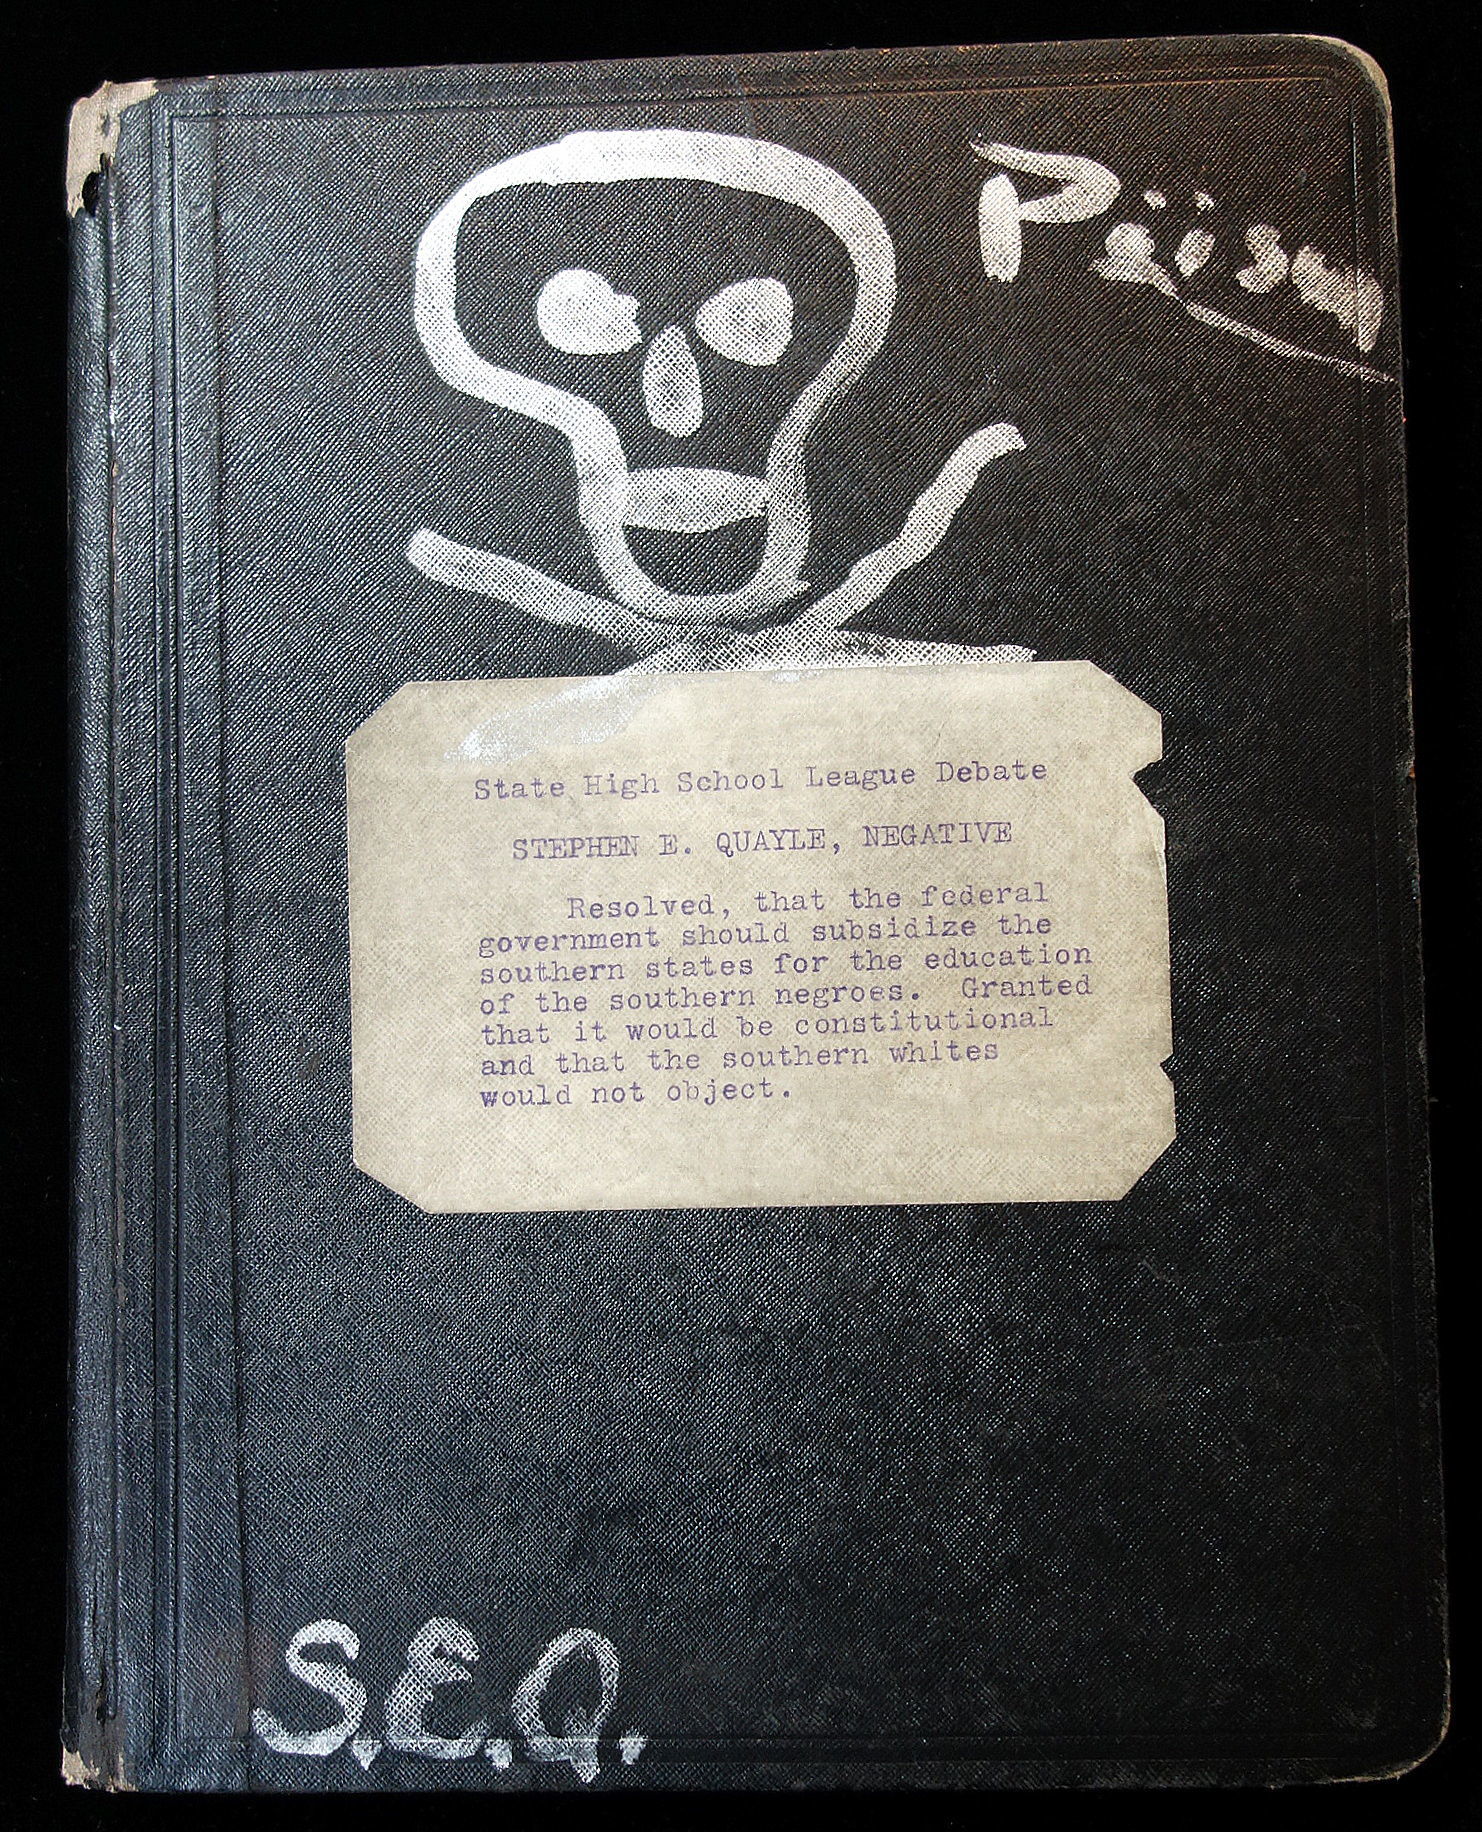 State High School League Debate
STEPHEN E. QUAYLE, NEGATIVE
Resolved, that the federal
government should subsidize the
southern states for the education
of the southern negroes. Granted
that it would be constitutional
and that the southern whites
would not object.
S.E.Q.